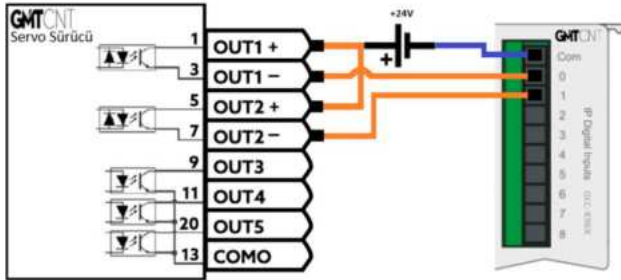 GMTCNT
Servo Sürücü
1 OUT1 +
3 OUT1 −
5 OUT2 +
7 OUT2 −
9 OUT3
11 OUT4
20 OUT5
13 COMO
+24V
+
GMTCNT
Com
0
1
2
3
4
5
6
7
8
IP Digital Inputs